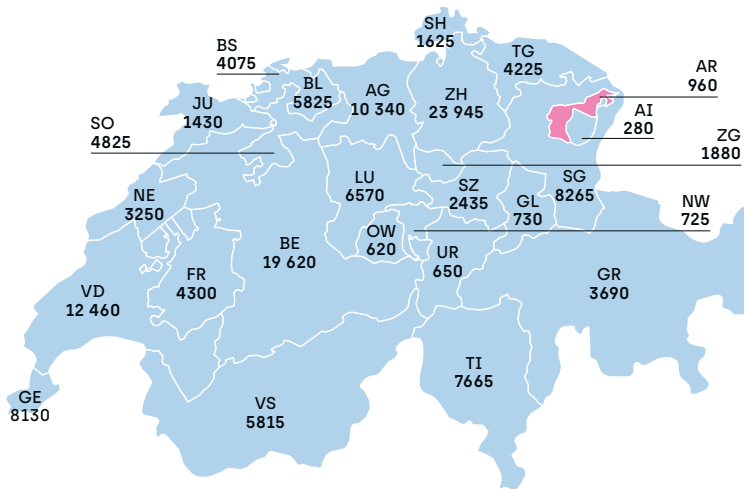 SH
1625
BS
4075
TG
4225
BL
5825
AG
10 340
ZH
23 945
AR
960
JU
1430
AI
280
SO
4825
ZG
1880
LU
6570
SZ
2435
GL
730
SG
8265
NE
3250
NW
725
OW
620
BE
19 620
UR
650
FR
4300
GR
3690
VD
12 460
TI
7665
GE
8130
VS
5815